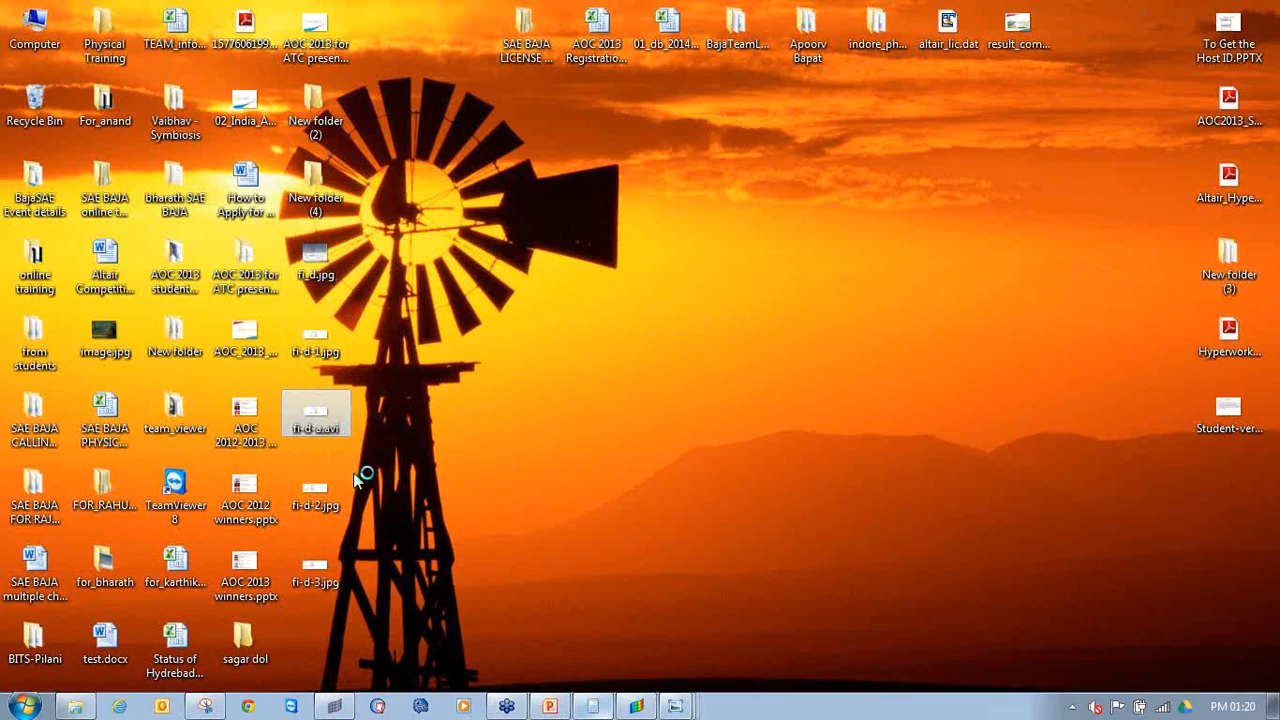 Computer
Physical
Training
TEAM_info...
1577606199...
AOC 2013 for
ATC presen...
SAE BAJA
LICENSE ...
AOC 2013
Registratio...
01_db_2014...
BajaTeamL...
Apoorv
Bapat
indore_ph...
altair_lic.dat
result_com...
To Get the
Host ID.PPTX
Recycle Bin
For_anand
Vaibhav -
Symbiosis
02_India_A...
New folder
(2)
AOC2013_S...
BajaSAE
Event details
SAE BAJA
online t...
bharath SAE
BAJA
How to
Apply for ...
New folder
(4)
Altair_Hype...
online
training
Altair
Competiti...
AOC 2013
student...
AOC 2013 for
ATC presen...
fi_d.jpg
New folder
(3)
from
students
image.jpg
New folder
AOC_2013_...
fi-d-1.jpg
Hyperwork...
SAE BAJA
CALLIN...
SAE BAJA
PHYSIC...
team_viewer
AOC
2012-2013 ...
fi-d-a.avi
Student-ver...
SAE BAJA
FOR RAJ...
FOR_RAHU...
TeamViewer
8
AOC 2012
winners.pptx
fi-d-2.jpg
SAE BAJA
multiple ch...
for_bharath
for_karthik...
AOC 2013
winners.pptx
fi-d-3.jpg
BITS-Pilani
test.docx
Status of
Hydrebad...
sagar dol
PM 01:20